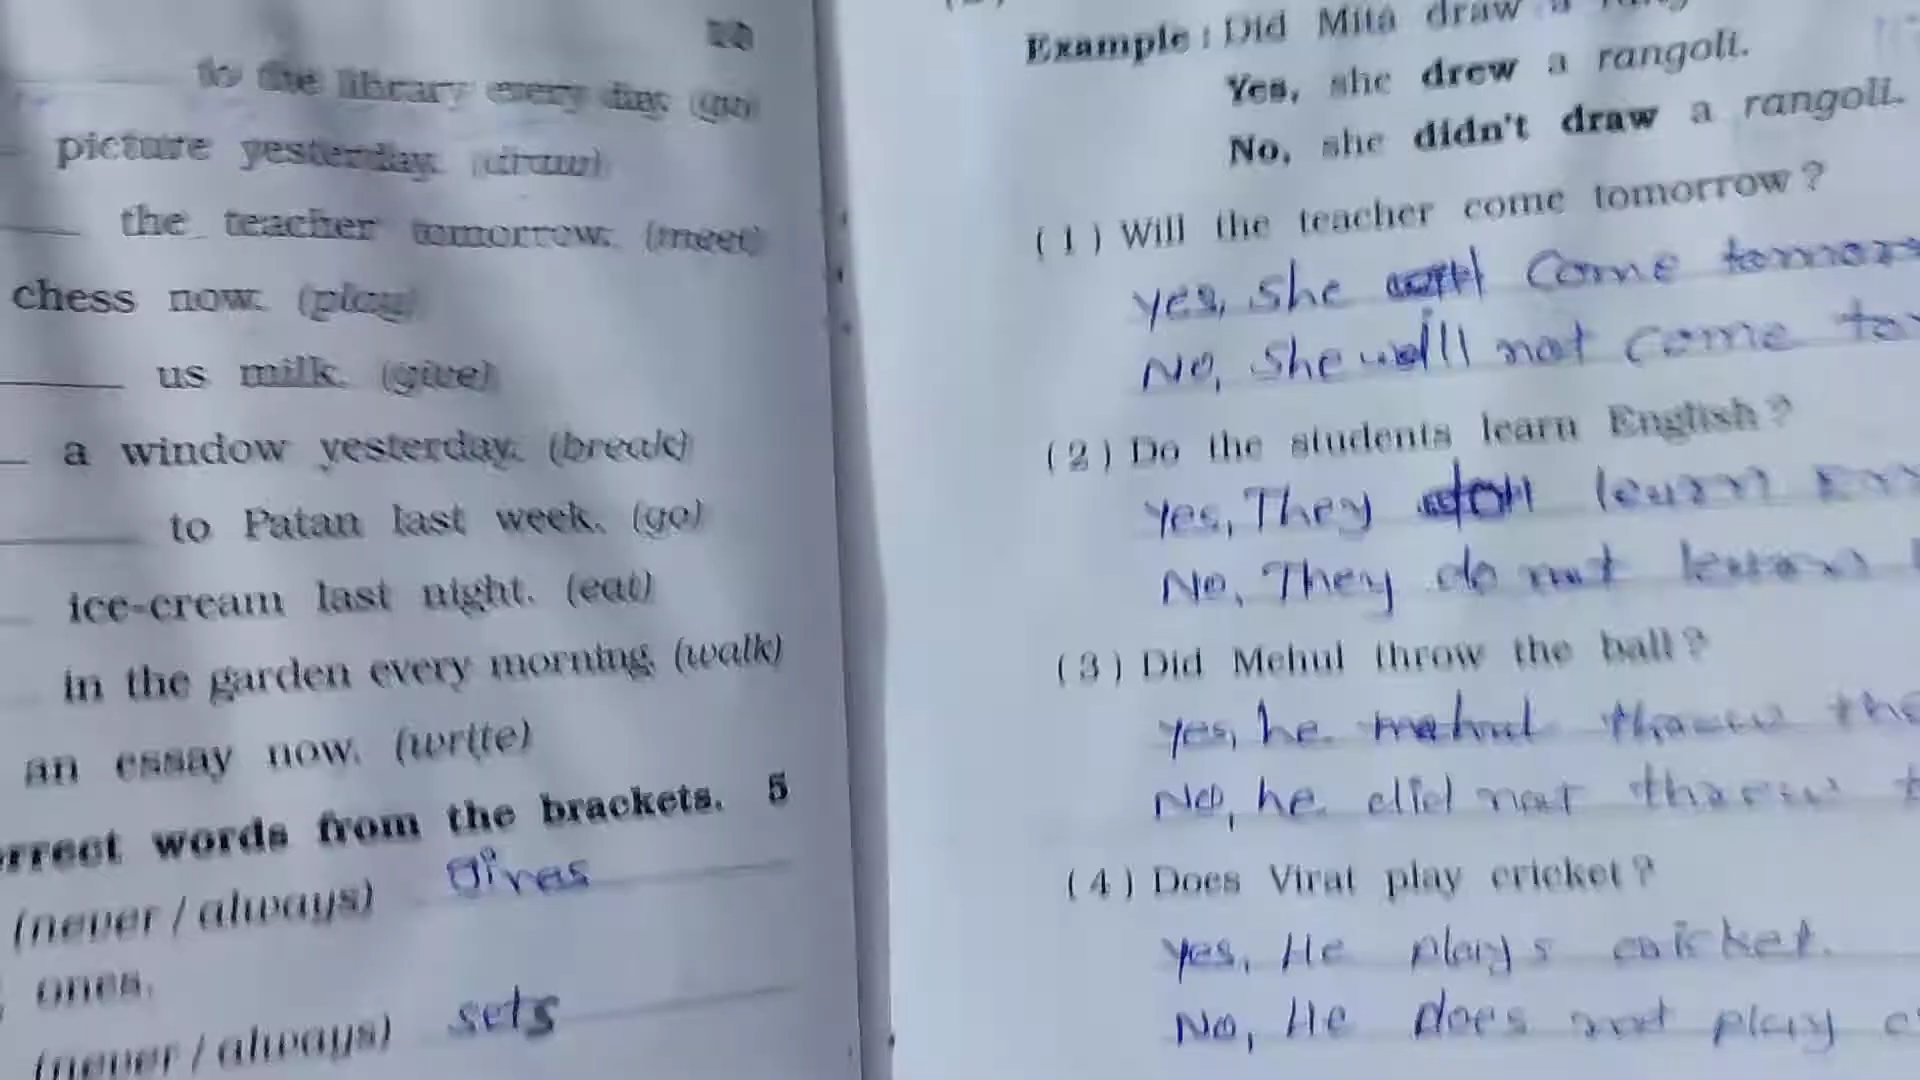 to the library every day. (go)
picture yesterday. (draw)
the teacher tomorrow. (meet)
chess now. (play)
us milk. (give)
a window yesterday. (break)
to Patan last week. (go)
ice-cream last night. (eat)
in the garden every morning. (walk)
an essay now. (write)
correct words from the brackets. 5
(never / always) Gives
ones.
(never / always) sets
Example : Did Mita draw a
Yes, she drew a rangoli.
No, she didn't draw a rangoli.
(1) Will the teacher come tomorrow ?
yes, she will Come
No, she will not come
(2) Do the students learn English ?
yes, They learn
No, They do not learn
(3) Did Mehul throw the ball ?
yes, he the
No, he did not
(4) Does Virat play cricket ?
yes, He plays
No, He does not play